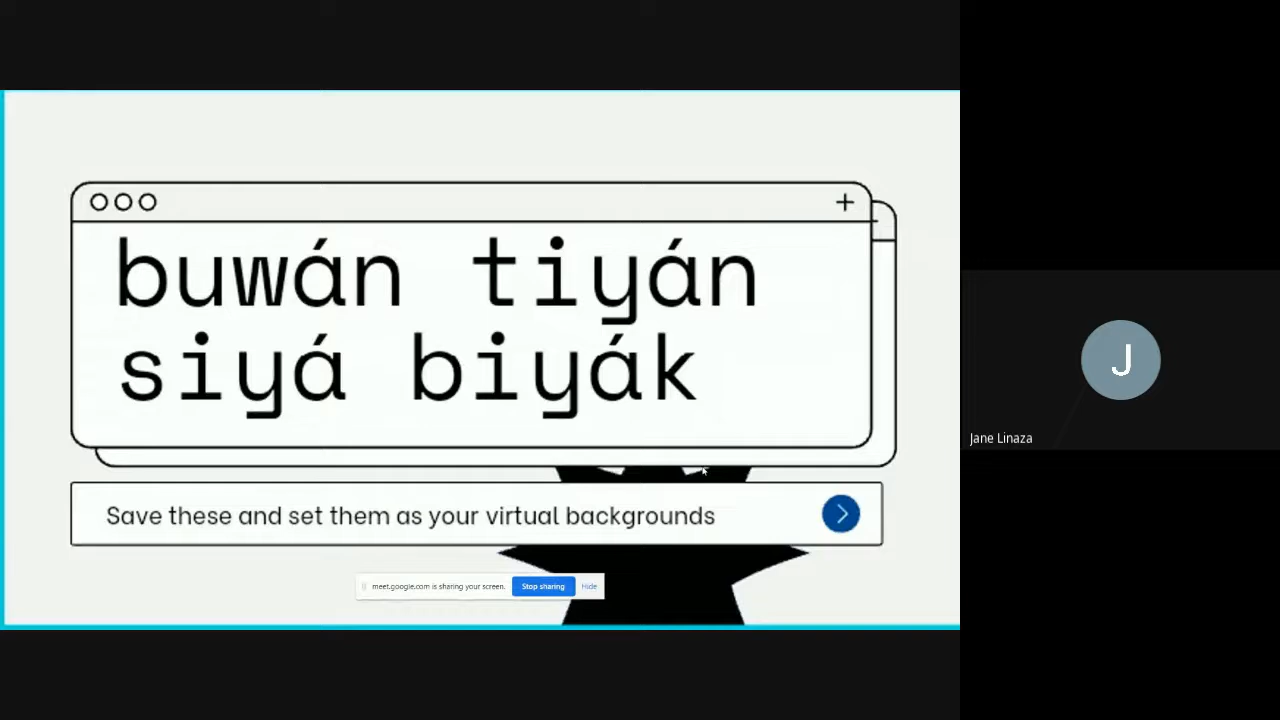 buwán tiyán
siyá biyák
Save these and set them as your virtual backgrounds
meet.google.com is sharing your screen. Stop sharing Hide
J
Jane Linaza